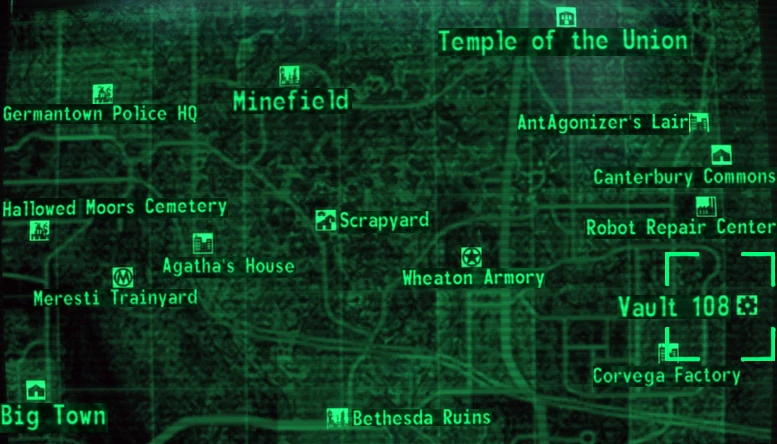 Temple of the Union
Minefield
Germantown Police HQ
AntAgonizer's Lair
Canterbury Commons
Hallowed Moors Cemetery
Scrapyard
Robot Repair Center
Agatha's House
Wheaton Armory
Meresti Trainyard
Vault 108
Corvega Factory
Big Town
Bethesda Ruins